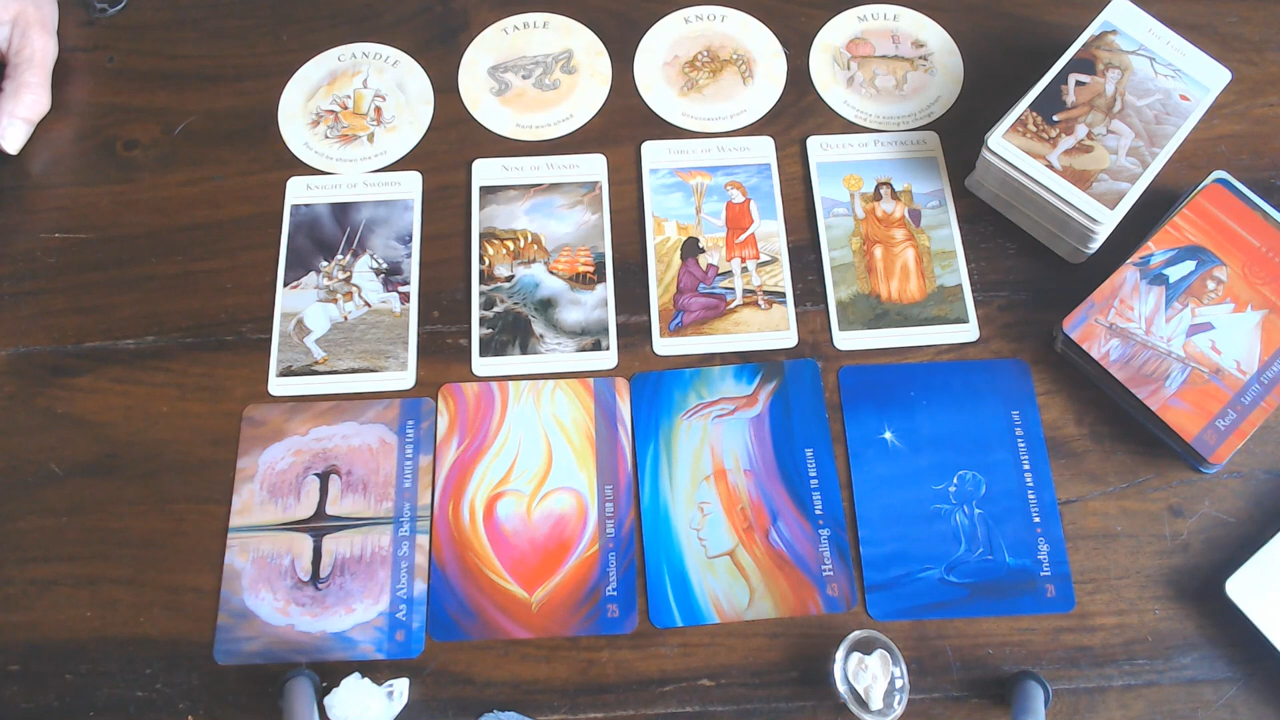 CANDLE
You will be shown the way
TABLE
Hard work ahead
KNOT
Unsuccessful plans
MULE
Someone is extremely stubborn
and unwilling to change
THE FOOL
KNIGHT OF SWORDS
NINE OF WANDS
THREE OF WANDS
QUEEN OF PENTACLES
As Above So Below * HEAVEN AND EARTH
Passion * LOVE FOR LIFE
25
Healing * PAUSE TO RECEIVE
43
Indigo * MYSTERY AND MASTERY OF LIFE
21
Red * SAFETY